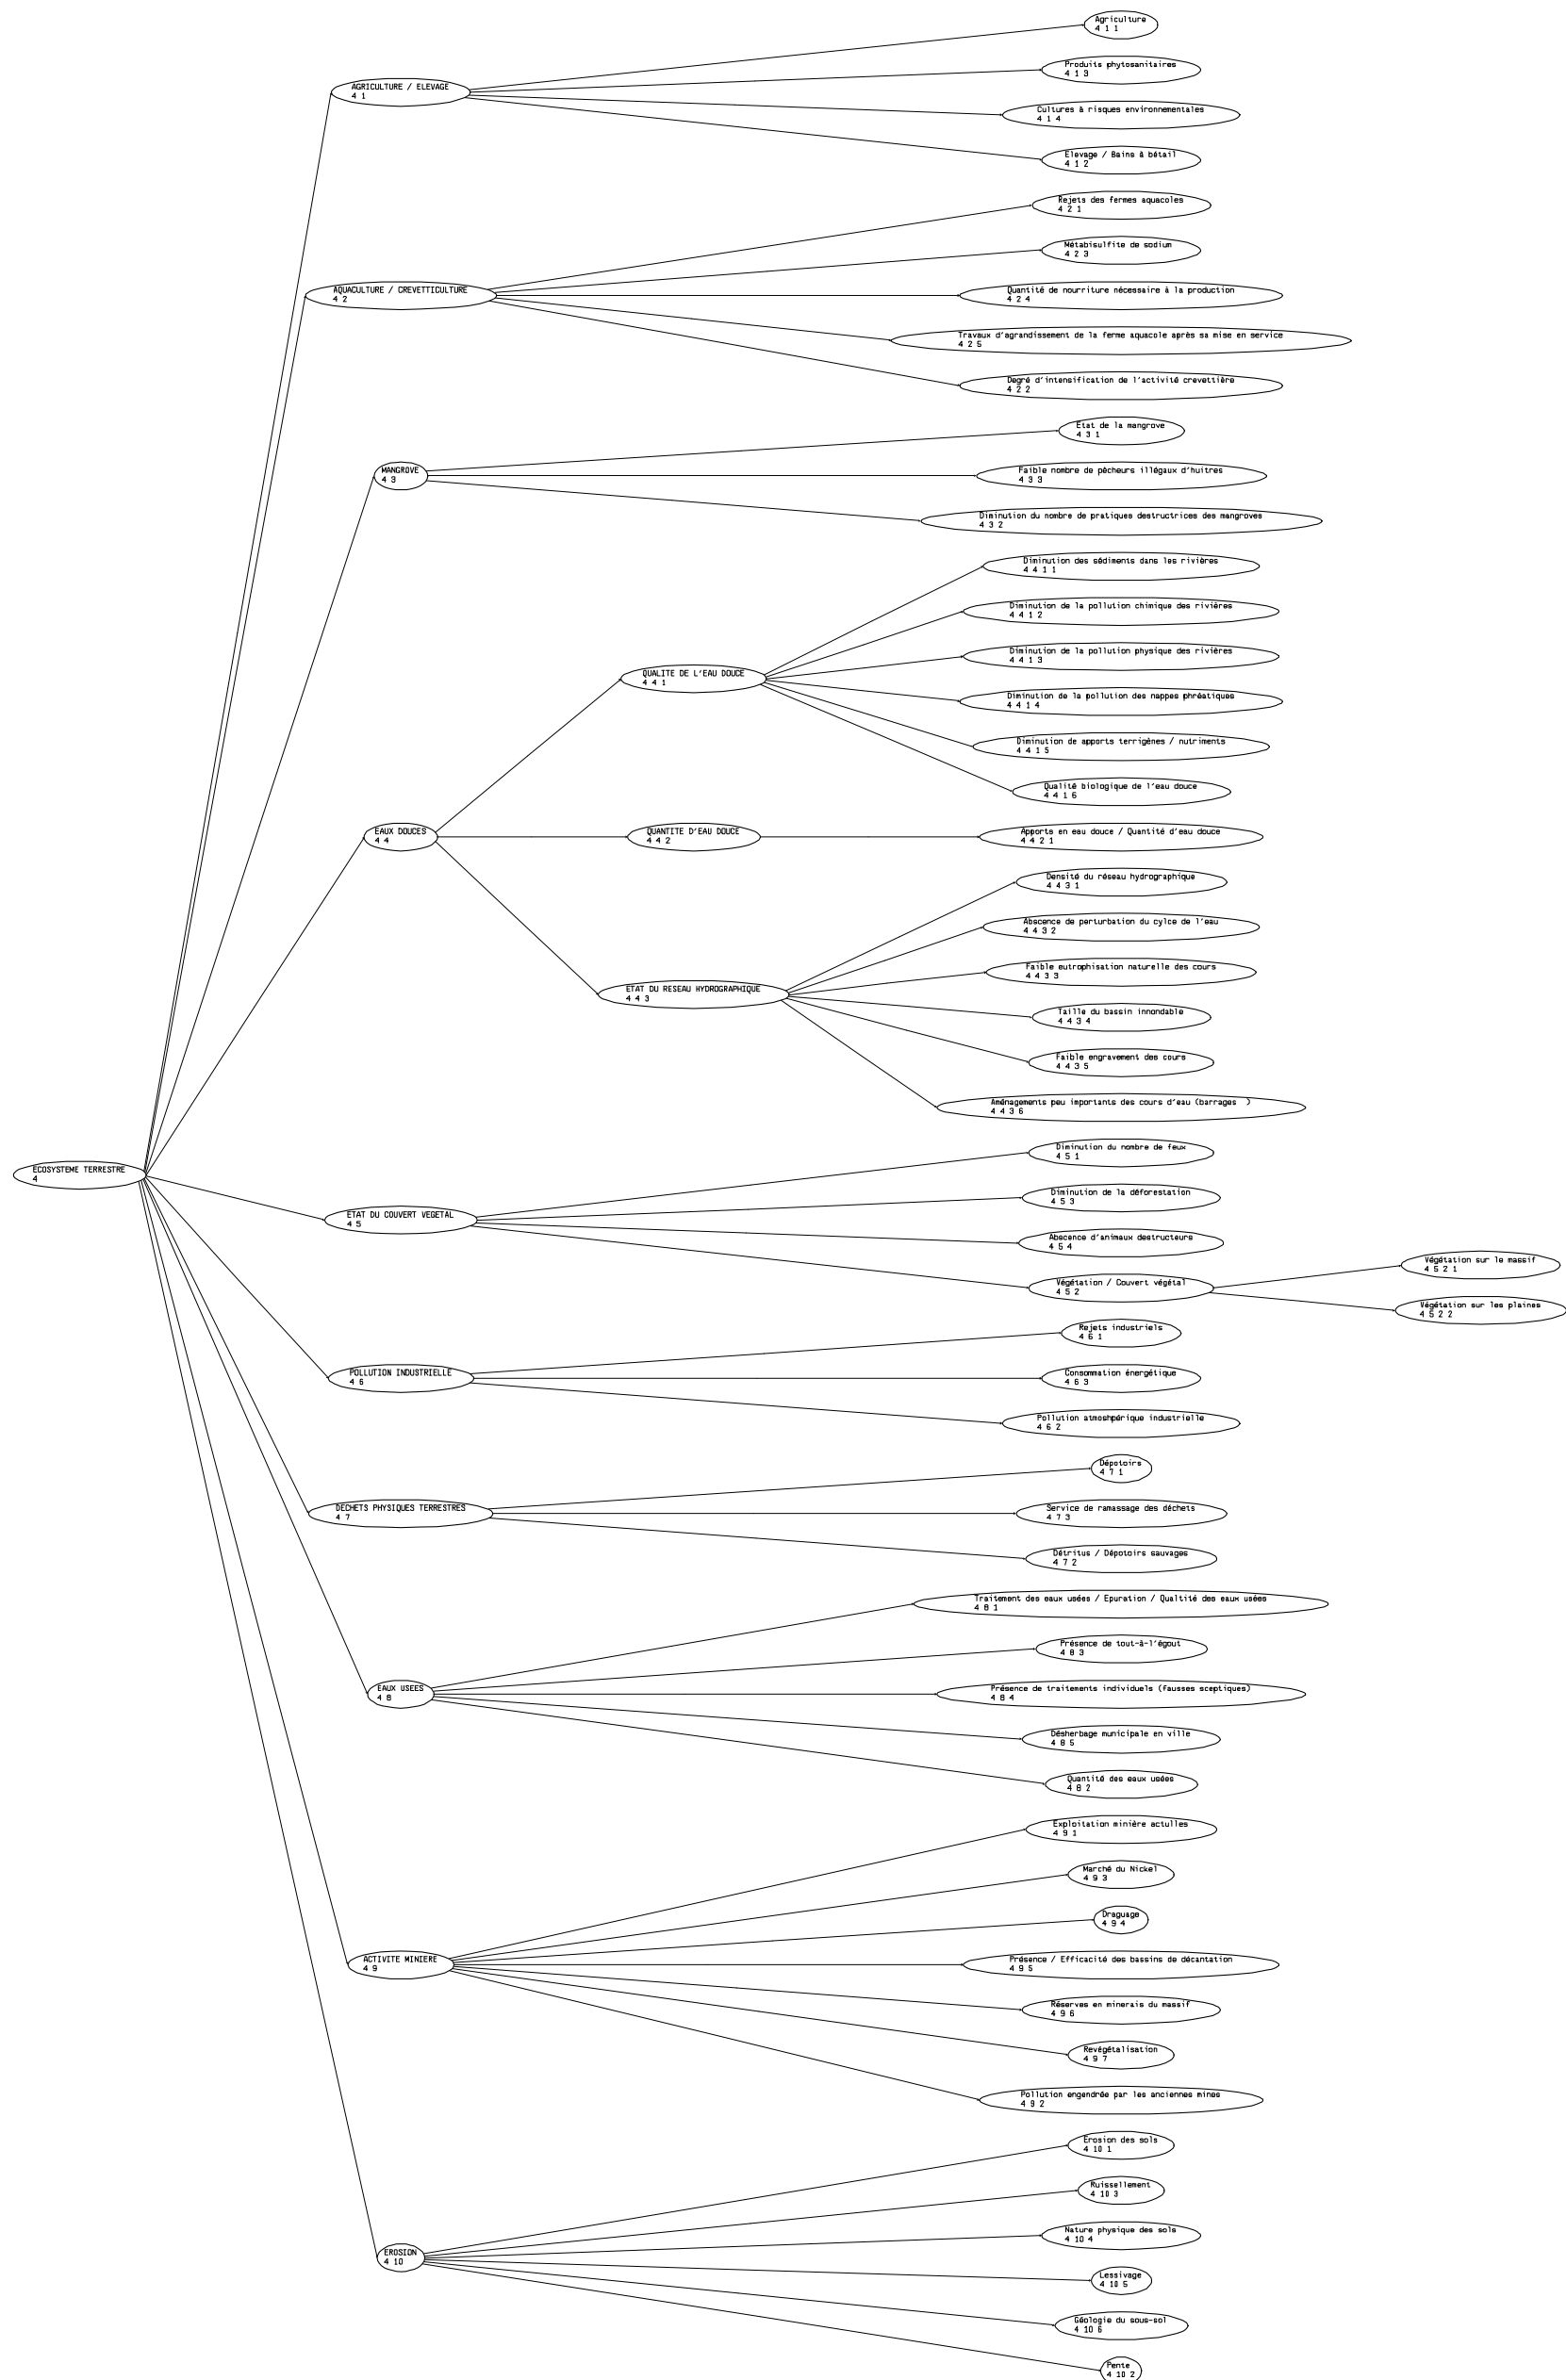 Agriculture
4 1 1
Produits phytosanitaires
4 1 3
AGRICULTURE / ELEVAGE
4 1
Cultures à risques environnementales
4 1 4
Elevage / Bains à bétail
4 1 2
Rejets des fermes aquacoles
4 2 1
Métabisulfite de sodium
4 2 3
AQUACULTURE / CREVETTICULTURE
4 2
Quantité de nourriture nécessaire à la production
4 2 4
Travaux d'agrandissement de la ferme aquacole après sa mise en service
4 2 5
Degré d'intensification de l'activité crevettière
4 2 2
Etat de la mangrove
4 3 1
MANGROVE
4 3
Faible nombre de pêcheurs illégaux d'huitres
4 3 3
Diminution du nombre de pratiques destructrices des mangroves
4 3 2
Diminution des sédiments dans les rivières
4 4 1 1
Diminution de la pollution chimique des rivières
4 4 1 2
Diminution de la pollution physique des rivières
4 4 1 3
QUALITE DE L'EAU DOUCE
4 4 1
Diminution de la pollution des nappes phréatiques
4 4 1 4
Diminution de apports terrigènes / nutriments
4 4 1 5
Qualité biologique de l'eau douce
4 4 1 6
EAUX DOUCES
4 4
QUANTITE D'EAU DOUCE
4 4 2
Apports en eau douce / Quantité d'eau douce
4 4 2 1
Densité du réseau hydrographique
4 4 3 1
Abscence de perturbation du cylce de l'eau
4 4 3 2
Faible eutrophisation naturelle des cours
4 4 3 3
ETAT DU RESEAU HYDROGRAPHIQUE
4 4 3
Taille du bassin innondable
4 4 3 4
Faible engravement des cours
4 4 3 5
Aménagements peu importants des cours d'eau (barrages  )
4 4 3 6
Diminution du nombre de feux
4 5 1
ECOSYSTEME TERRESTRE
4
Diminution de la déforestation
4 5 3
ETAT DU COUVERT VEGETAL
4 5
Abscence d'animaux destructeurs
4 5 4
Végétation / Couvert végétal
4 5 2
Végétation sur le massif
4 5 2 1
Végétation sur les plaines
4 5 2 2
Rejets industriels
4 6 1
POLLUTION INDUSTRIELLE
4 6
Consommation énergétique
4 6 3
Pollution atmoshpérique industrielle
4 6 2
Dépotoirs
4 7 1
DECHETS PHYSIQUES TERRESTRES
4 7
Service de ramassage des déchets
4 7 3
Détritus / Dépotoirs sauvages
4 7 2
Traitement des eaux usées / Epuration / Qualtité des eaux usées
4 8 1
Présence de tout-à-l'égout
4 8 3
EAUX USEES
4 8
Présence de traitements individuels (fausses sceptiques)
4 8 4
Désherbage municipale en ville
4 8 5
Quantité des eaux usées
4 8 2
Exploitation minière actulles
4 9 1
Marché du Nickel
4 9 3
Draguage
4 9 4
ACTIVITE MINIERE
4 9
Présence / Efficacité des bassins de décantation
4 9 5
Réserves en minerais du massif
4 9 6
Revégétalisation
4 9 7
Pollution engendrée par les anciennes mines
4 9 2
Erosion des sols
4 10 1
Ruissellement
4 10 3
Nature physique des sols
4 10 4
EROSION
4 10
Lessivage
4 10 5
Géologie du sous-sol
4 10 6
Pente
4 10 2